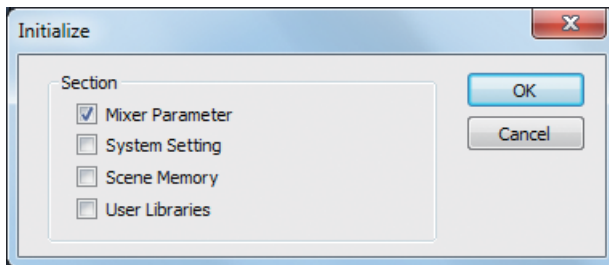 Initialize
Section
Mixer Parameter
System Setting
Scene Memory
User Libraries
OK
Cancel